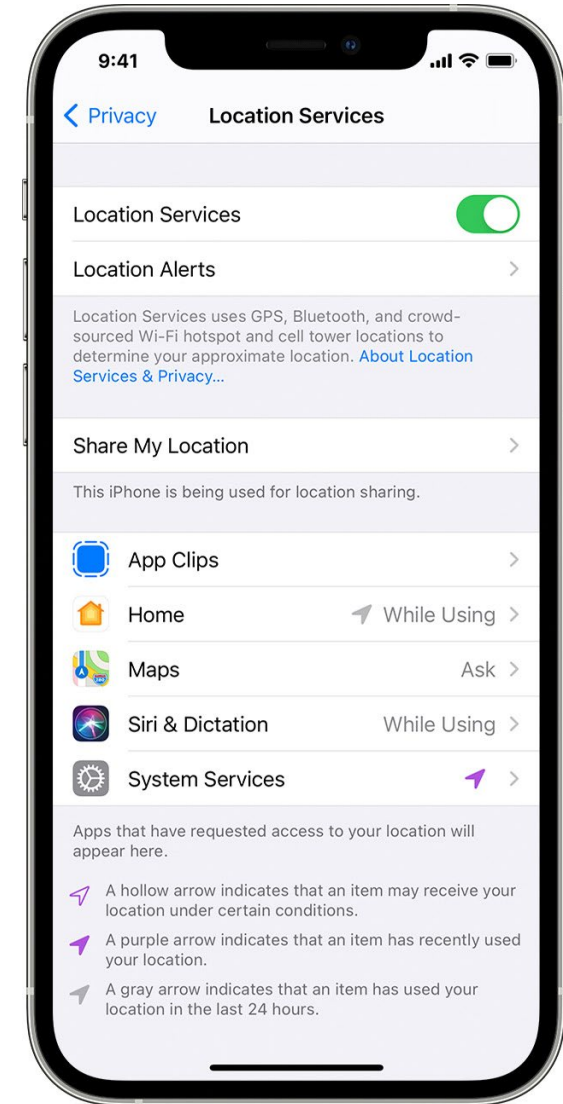 9:41
Privacy
Location Services
Location Services
Location Alerts
Location Services uses GPS, Bluetooth, and crowd-
sourced Wi-Fi hotspot and cell tower locations to
determine your approximate location. About Location
Services & Privacy...
Share My Location
This iPhone is being used for location sharing.
App Clips
Home While Using
Maps Ask
Siri & Dictation While Using
System Services
Apps that have requested access to your location will
appear here.
A hollow arrow indicates that an item may receive your
location under certain conditions.
A purple arrow indicates that an item has recently used
your location.
A gray arrow indicates that an item has used your
location in the last 24 hours.